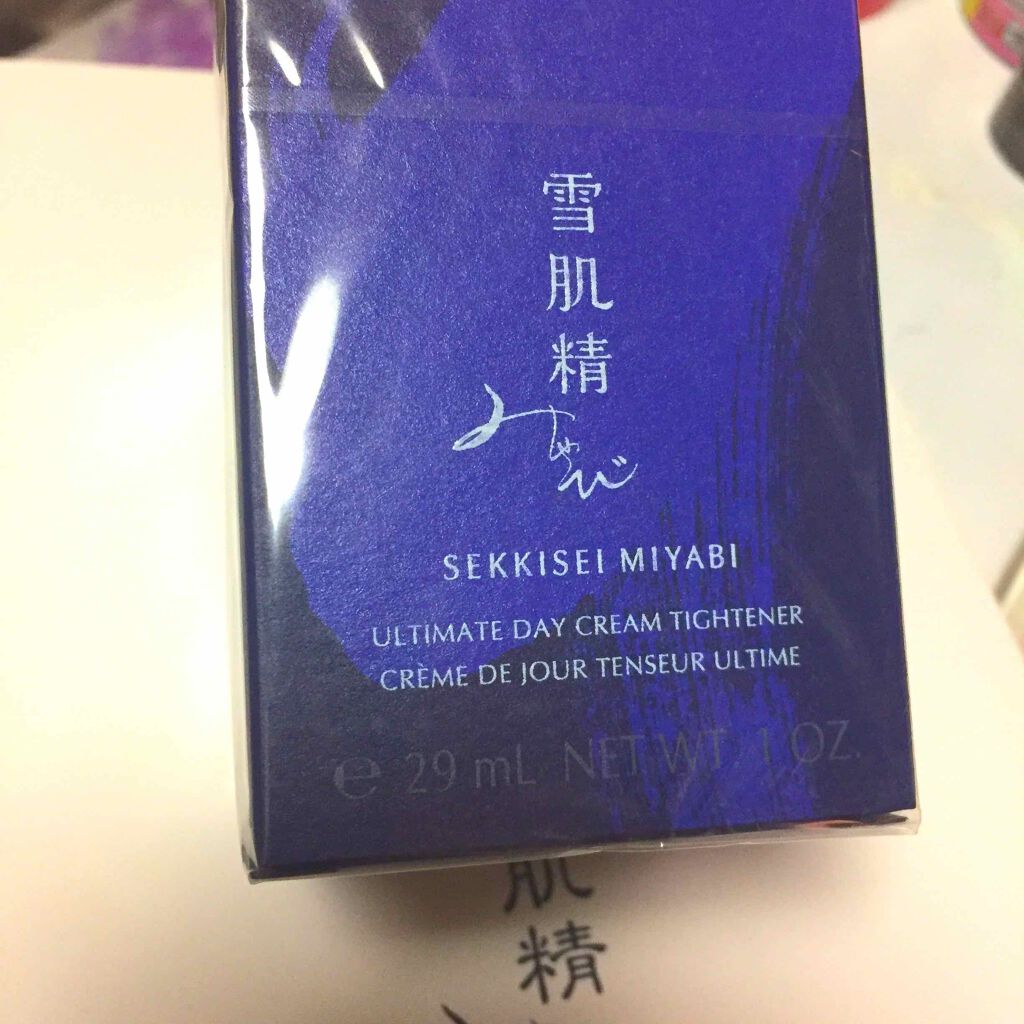 雪肌精
みやび
SEKKISEI MIYABI
ULTIMATE DAY CREAM TIGHTENER
CRÈME DE JOUR TENSEUR ULTIME
℮ 29 mL NET WT. 1 OZ.
肌精